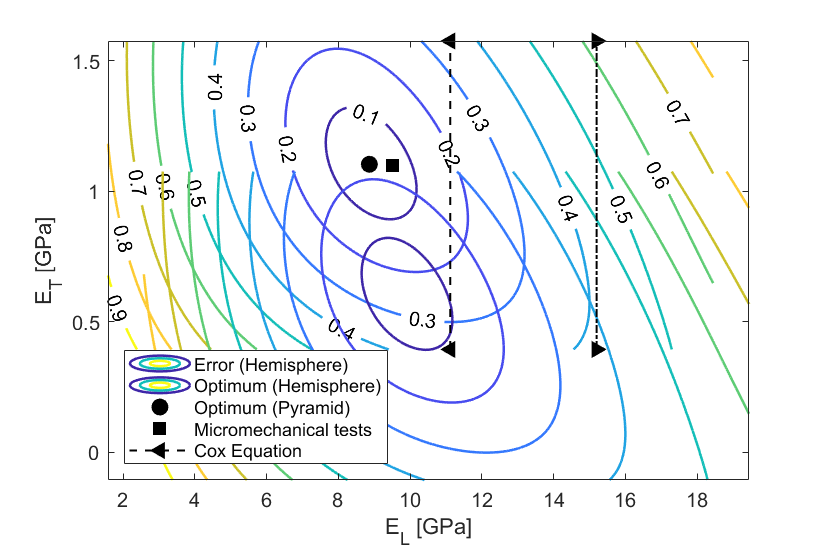 1.5
1
0.5
0
E_T [GPa]
0.4
0.3
0.2
0.1
0.2
0.3
0.7
0.6
0.5
0.4
0.5
0.6
0.7
0.8
0.9
0.4
0.3
Error (Hemisphere)
Optimum (Hemisphere)
Optimum (Pyramid)
Micromechanical tests
Cox Equation
2 4 6 8 10 12 14 16 18
E_L [GPa]